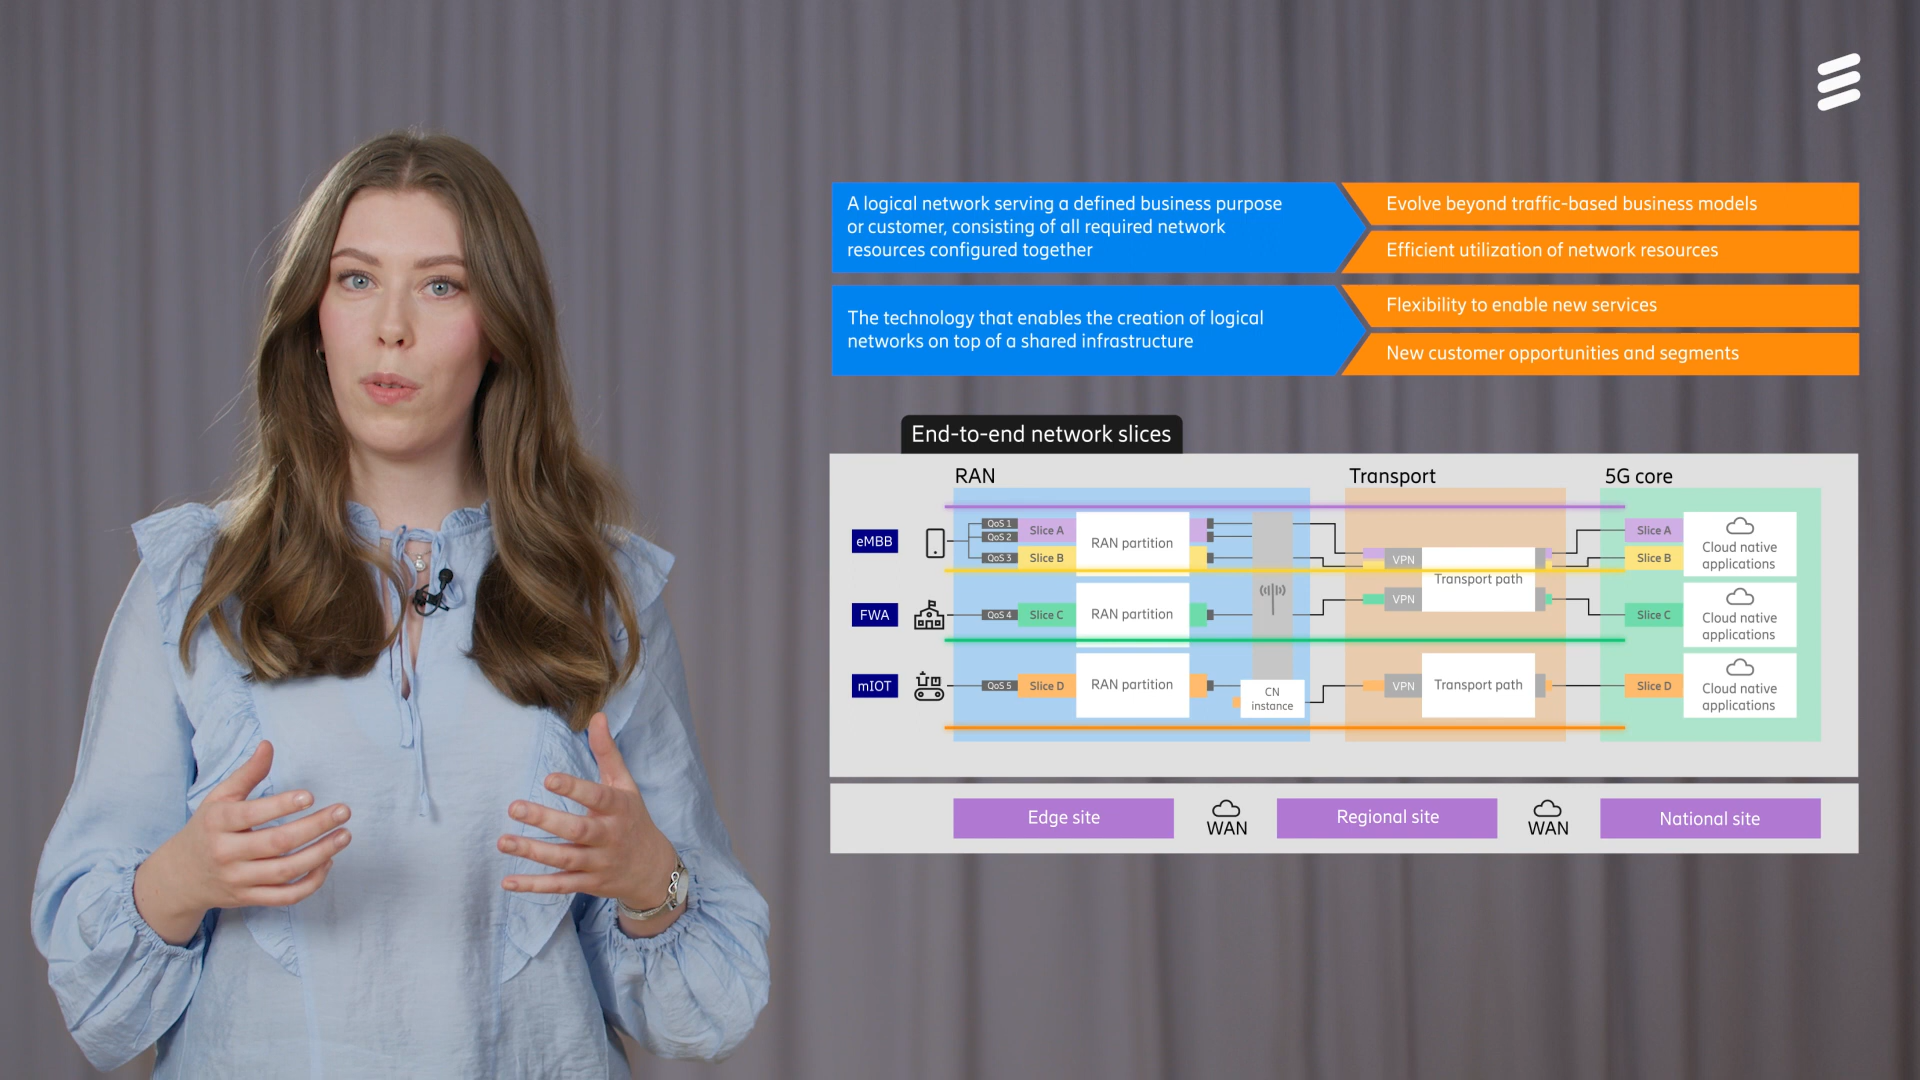 A logical network serving a defined business purpose
or customer, consisting of all required network
resources configured together
Evolve beyond traffic-based business models
Efficient utilization of network resources
The technology that enables the creation of logical
networks on top of a shared infrastructure
Flexibility to enable new services
New customer opportunities and segments
End-to-end network slices
RAN
Transport
5G core
eMBB
QoS 1
QoS 2
QoS 3
Slice A
Slice B
RAN partition
VPN
Transport path
Slice A
Slice B
Cloud native
applications
FWA
QoS 4
Slice C
RAN partition
VPN
Slice C
Cloud native
applications
mIOT
QoS 5
Slice D
RAN partition
CN
instance
VPN
Transport path
Slice D
Cloud native
applications
Edge site
WAN
Regional site
WAN
National site